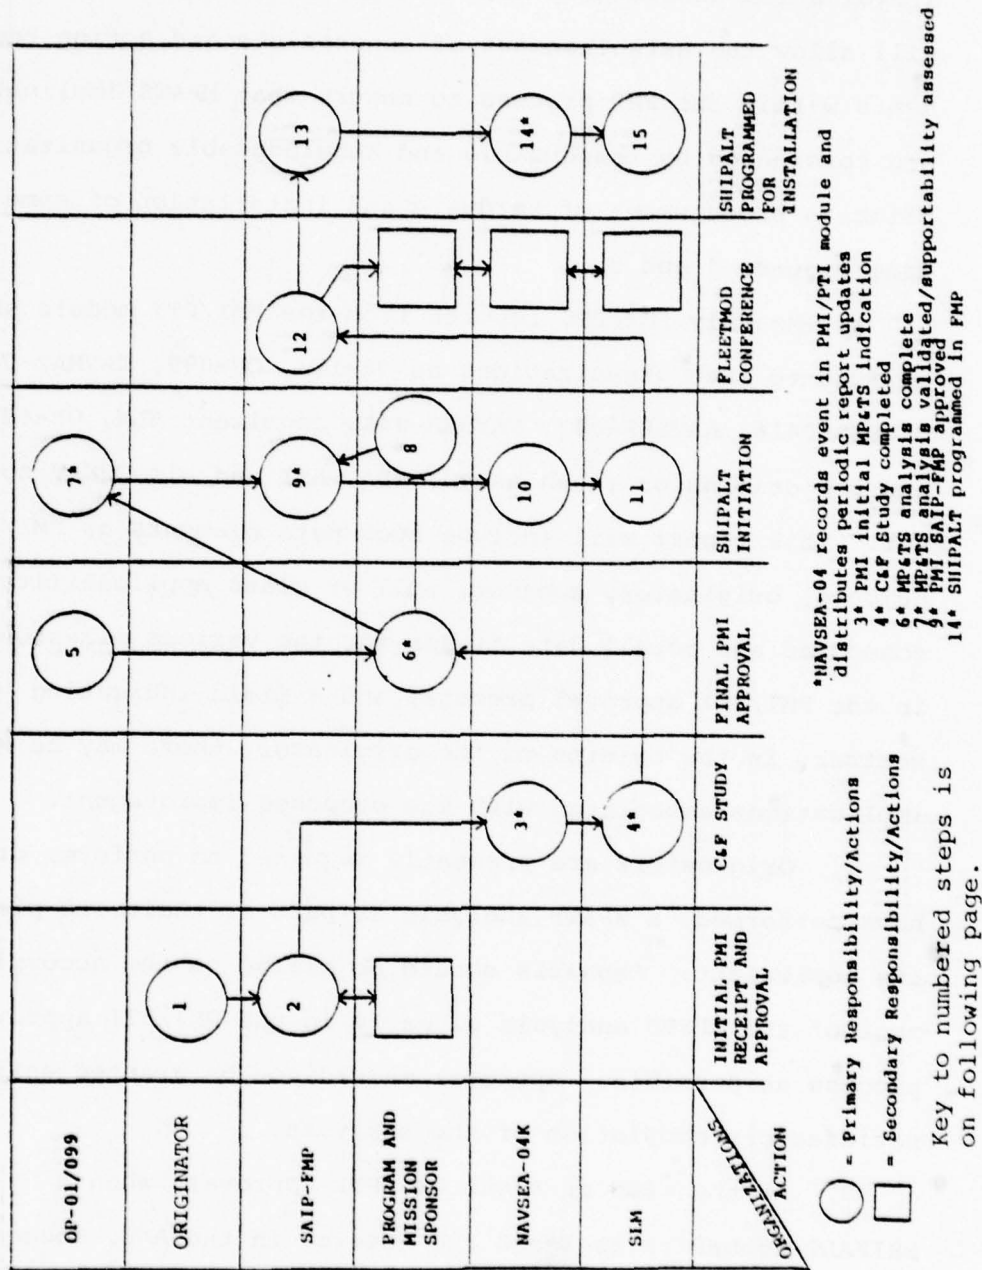 OP-01/099
5
7*
ORIGINATOR
1
SAIP-FMP
2
9*
12
13
PROGRAM AND
MISSION
SPONSOR
6*
8
NAVSEA-04K
3*
10
14*
SLM
4*
11
15
ORGANIZATIONS
ACTION
INITIAL PMI
RECEIPT AND
APPROVAL
C&F STUDY
FINAL PMI
APPROVAL
SHIPALT
INITIATION
FLEETMOD
CONFERENCE
SHIPALT
PROGRAMMED
FOR
INSTALLATION
= Primary Responsibility/Actions
= Secondary Responsibility/Actions
Key to numbered steps is
on following page.
*NAVSEA-04 records event in PMI/PTI module and
distributes periodic report updates
3* PMI initial MP&TS indication
4* C&F Study completed
6* MP&TS analysis complete
7* MP&TS analysis validated/supportability assessed
9* PMI SAIP-FMP approved
14* SHIPALT programmed in FMP